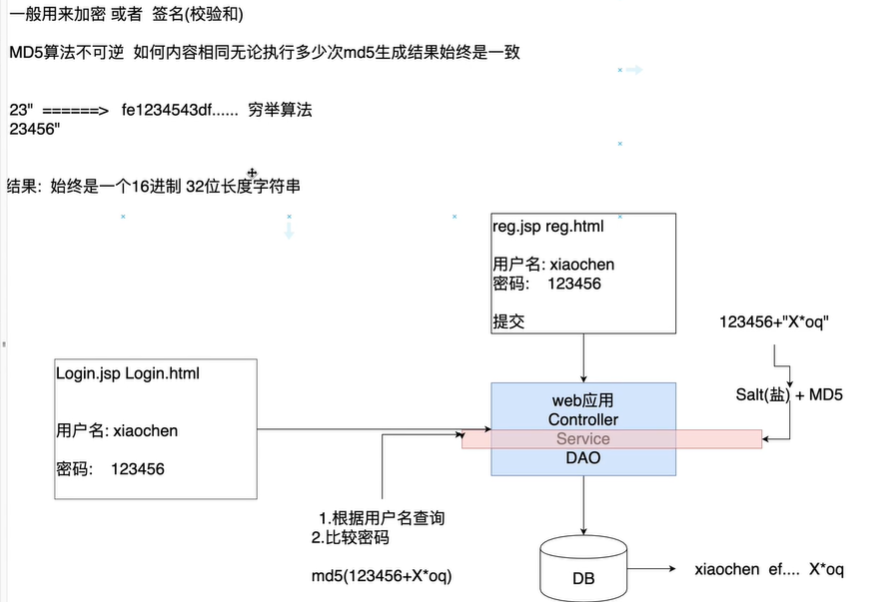 一般用来加密 或者 签名(校验和)
MD5算法不可逆 如何内容相同无论执行多少次md5生成结果始终是一致
23" ======> fe1234543df...... 穷举算法
23456"
结果: 始终是一个16进制 32位长度字符串
reg.jsp reg.html
用户名: xiaochen
密码: 123456
提交
123456+"X*oq"
Salt(盐) + MD5
Login.jsp Login.html
用户名: xiaochen
密码: 123456
web应用
Controller
Service
DAO
1.根据用户名查询
2.比较密码
md5(123456+X*oq)
DB
xiaochen ef.... X*oq